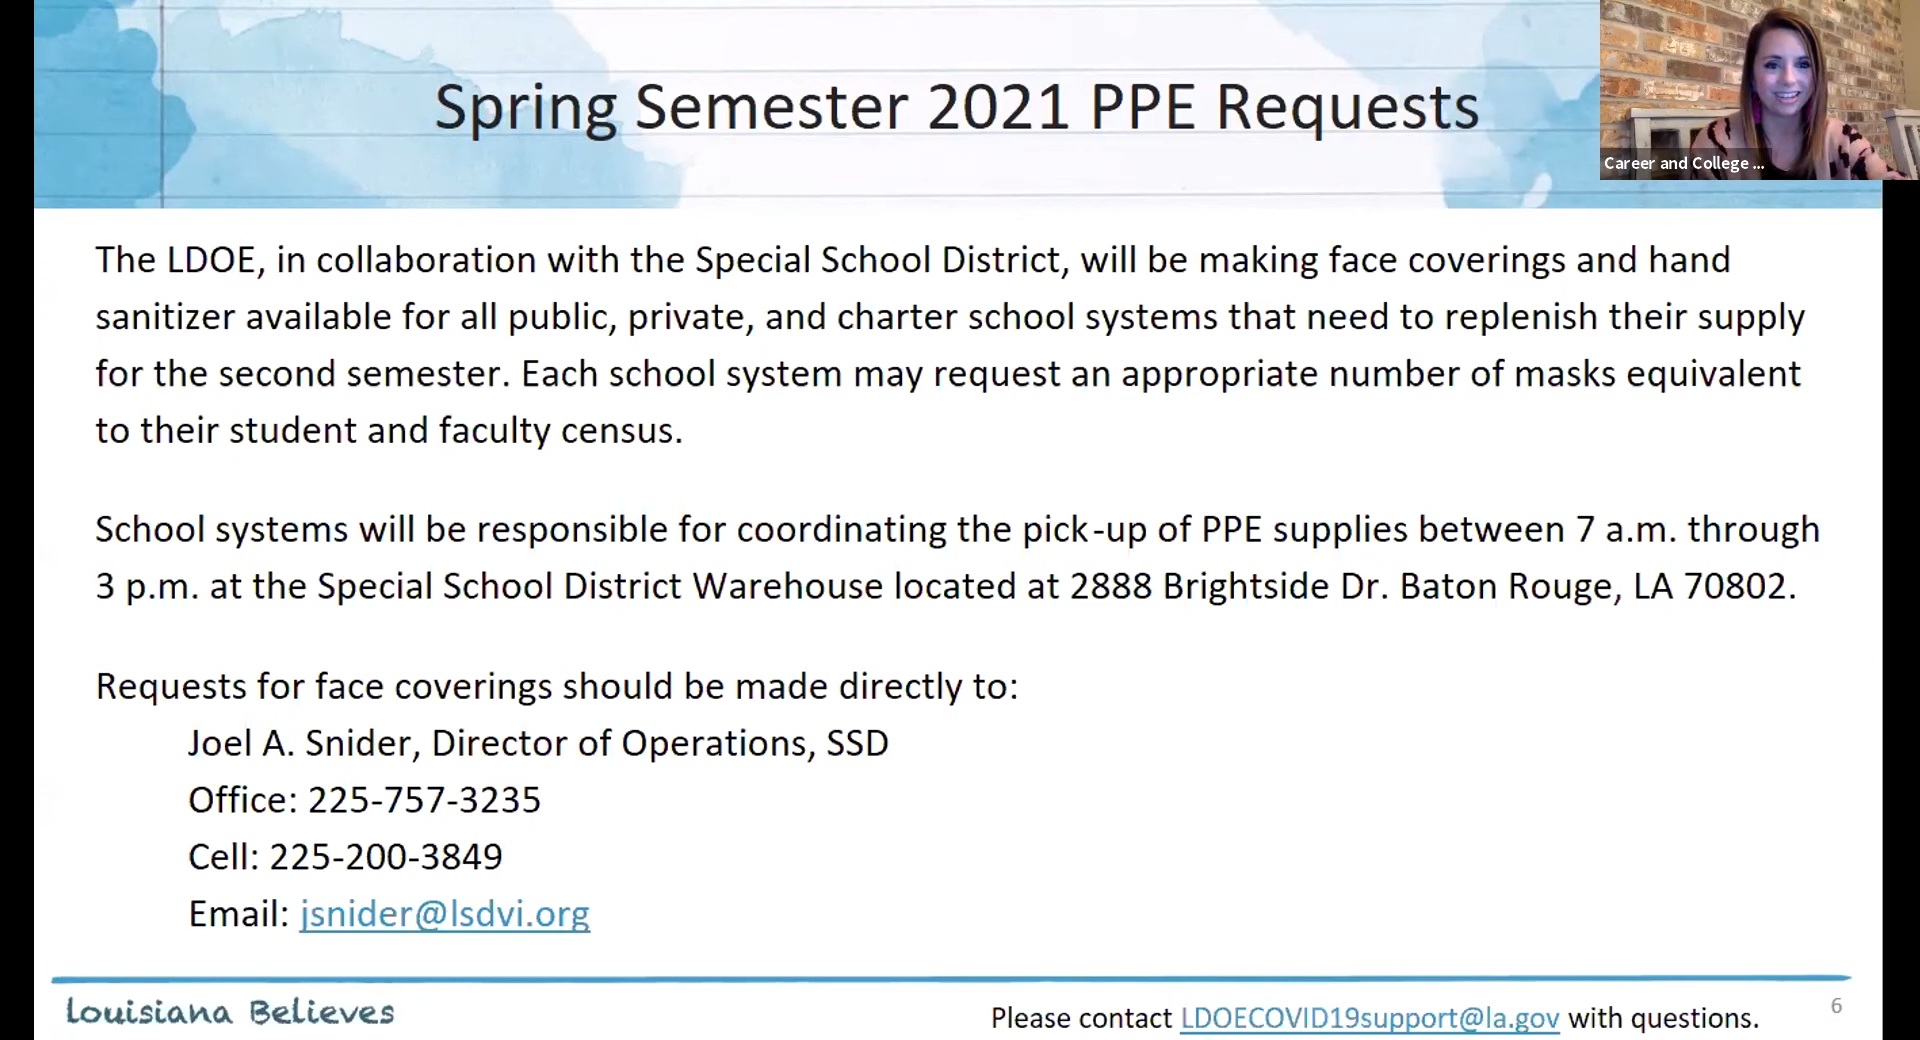 Spring Semester 2021 PPE Requests
Career and College ...
The LDOE, in collaboration with the Special School District, will be making face coverings and hand
sanitizer available for all public, private, and charter school systems that need to replenish their supply
for the second semester. Each school system may request an appropriate number of masks equivalent
to their student and faculty census.
School systems will be responsible for coordinating the pick-up of PPE supplies between 7 a.m. through
3 p.m. at the Special School District Warehouse located at 2888 Brightside Dr. Baton Rouge, LA 70802.
Requests for face coverings should be made directly to:
Joel A. Snider, Director of Operations, SSD
Office: 225-757-3235
Cell: 225-200-3849
Email: jsnider@lsdvi.org
Louisiana Believes
Please contact LDOECOVID19support@la.gov with questions.
6